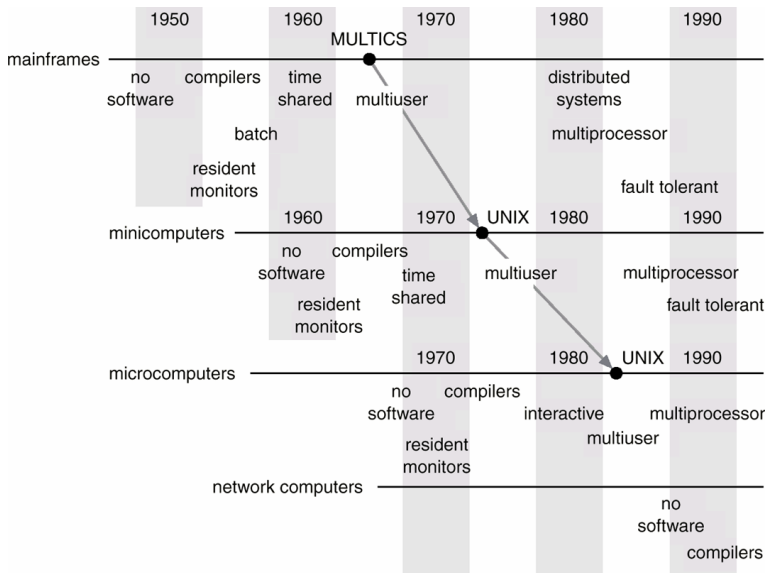 1950 1960 1970 1980 1990
MULTICS
mainframes
no compilers time distributed
software shared multiuser systems
batch multiprocessor
resident
monitors fault tolerant
1960 1970 UNIX 1980 1990
minicomputers
no compilers
software time multiuser multiprocessor
shared
resident fault tolerant
monitors
1970 1980 UNIX 1990
microcomputers
no compilers
software interactive multiprocessor
resident multiuser
monitors
network computers
no
software
compilers